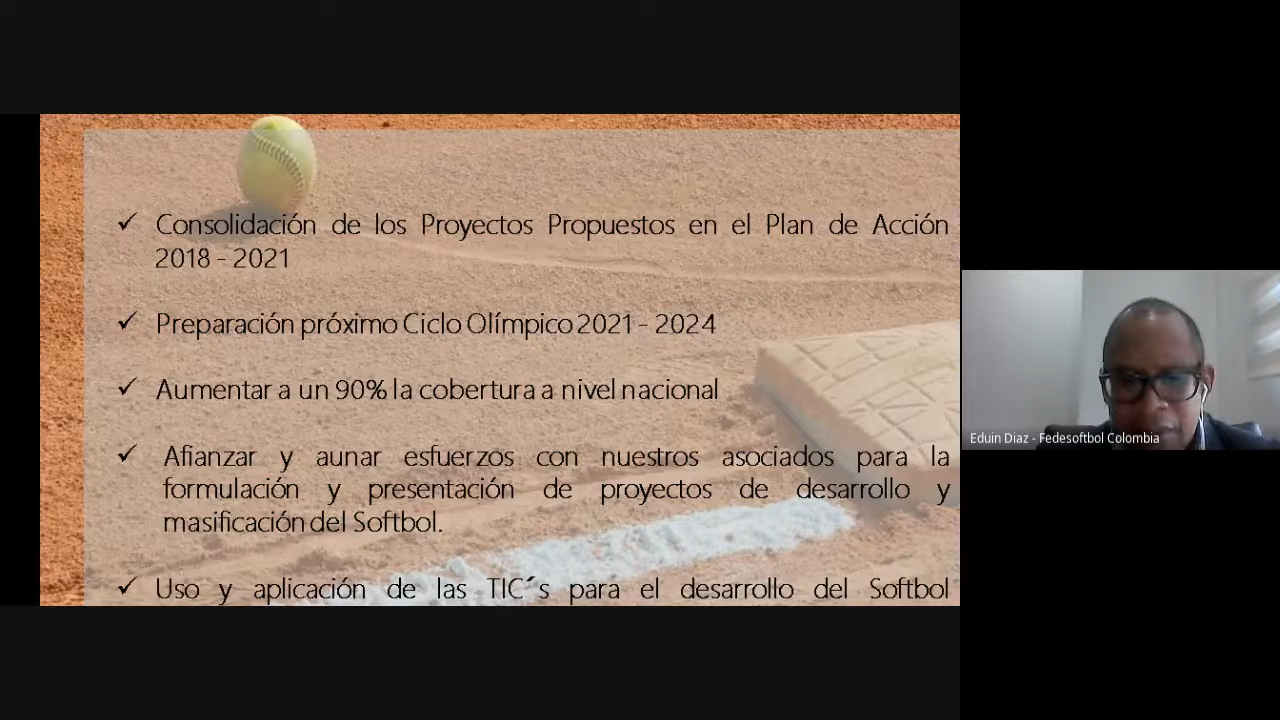 ✓ Consolidación de los Proyectos Propuestos en el Plan de Acción
2018 - 2021
✓ Preparación próximo Ciclo Olímpico 2021 - 2024
✓ Aumentar a un 90% la cobertura a nivel nacional
✓ Afianzar y aunar esfuerzos con nuestros asociados para la
formulación y presentación de proyectos de desarrollo y
masificación del Softbol.
✓ Uso y aplicación de las TIC´s para el desarrollo del Softbol
Eduin Diaz - Fedesoftbol Colombia